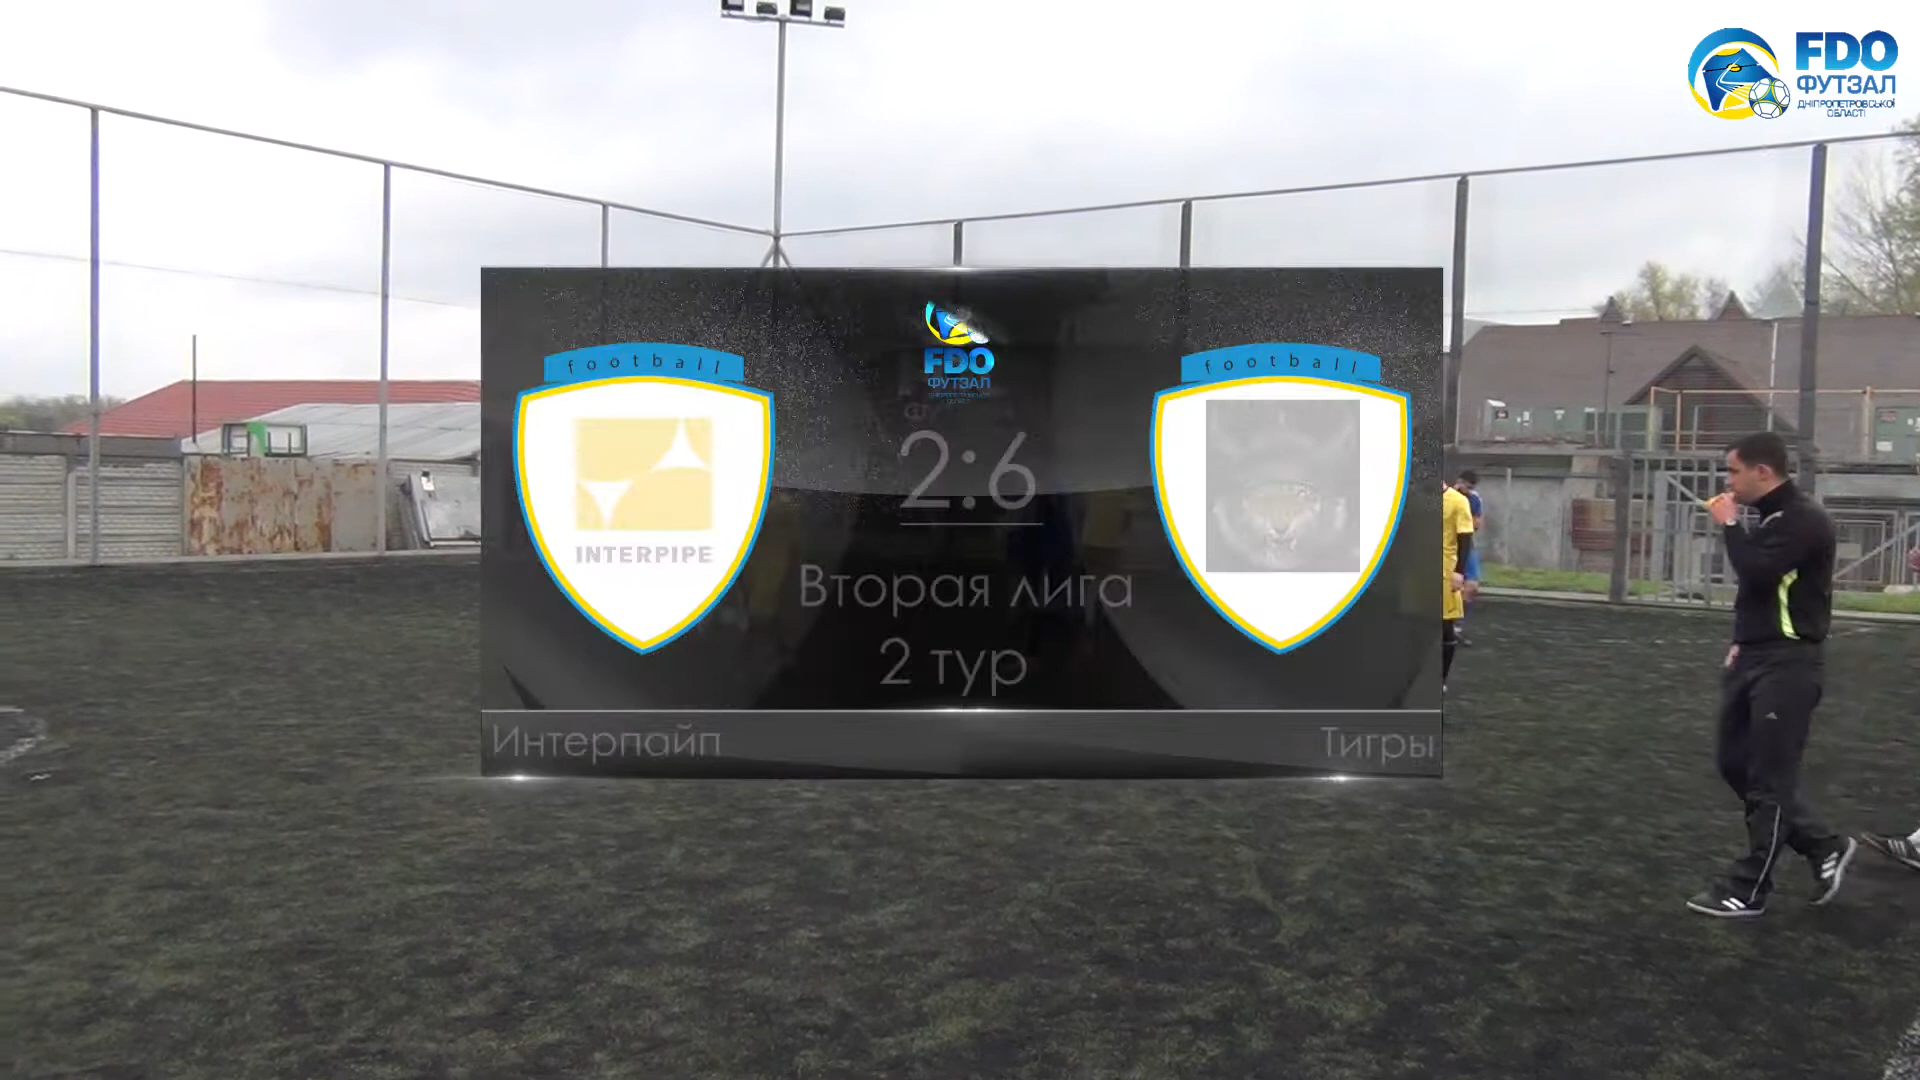 FDO
ФУТЗАЛ
ДНІПРОПЕТРОВСЬКОЇ
ОБЛАСТІ
football
football
FDO
ФУТЗАЛ
2:6
INTERPIPE
Вторая лига
2 тур
Интерпайп
Тигры